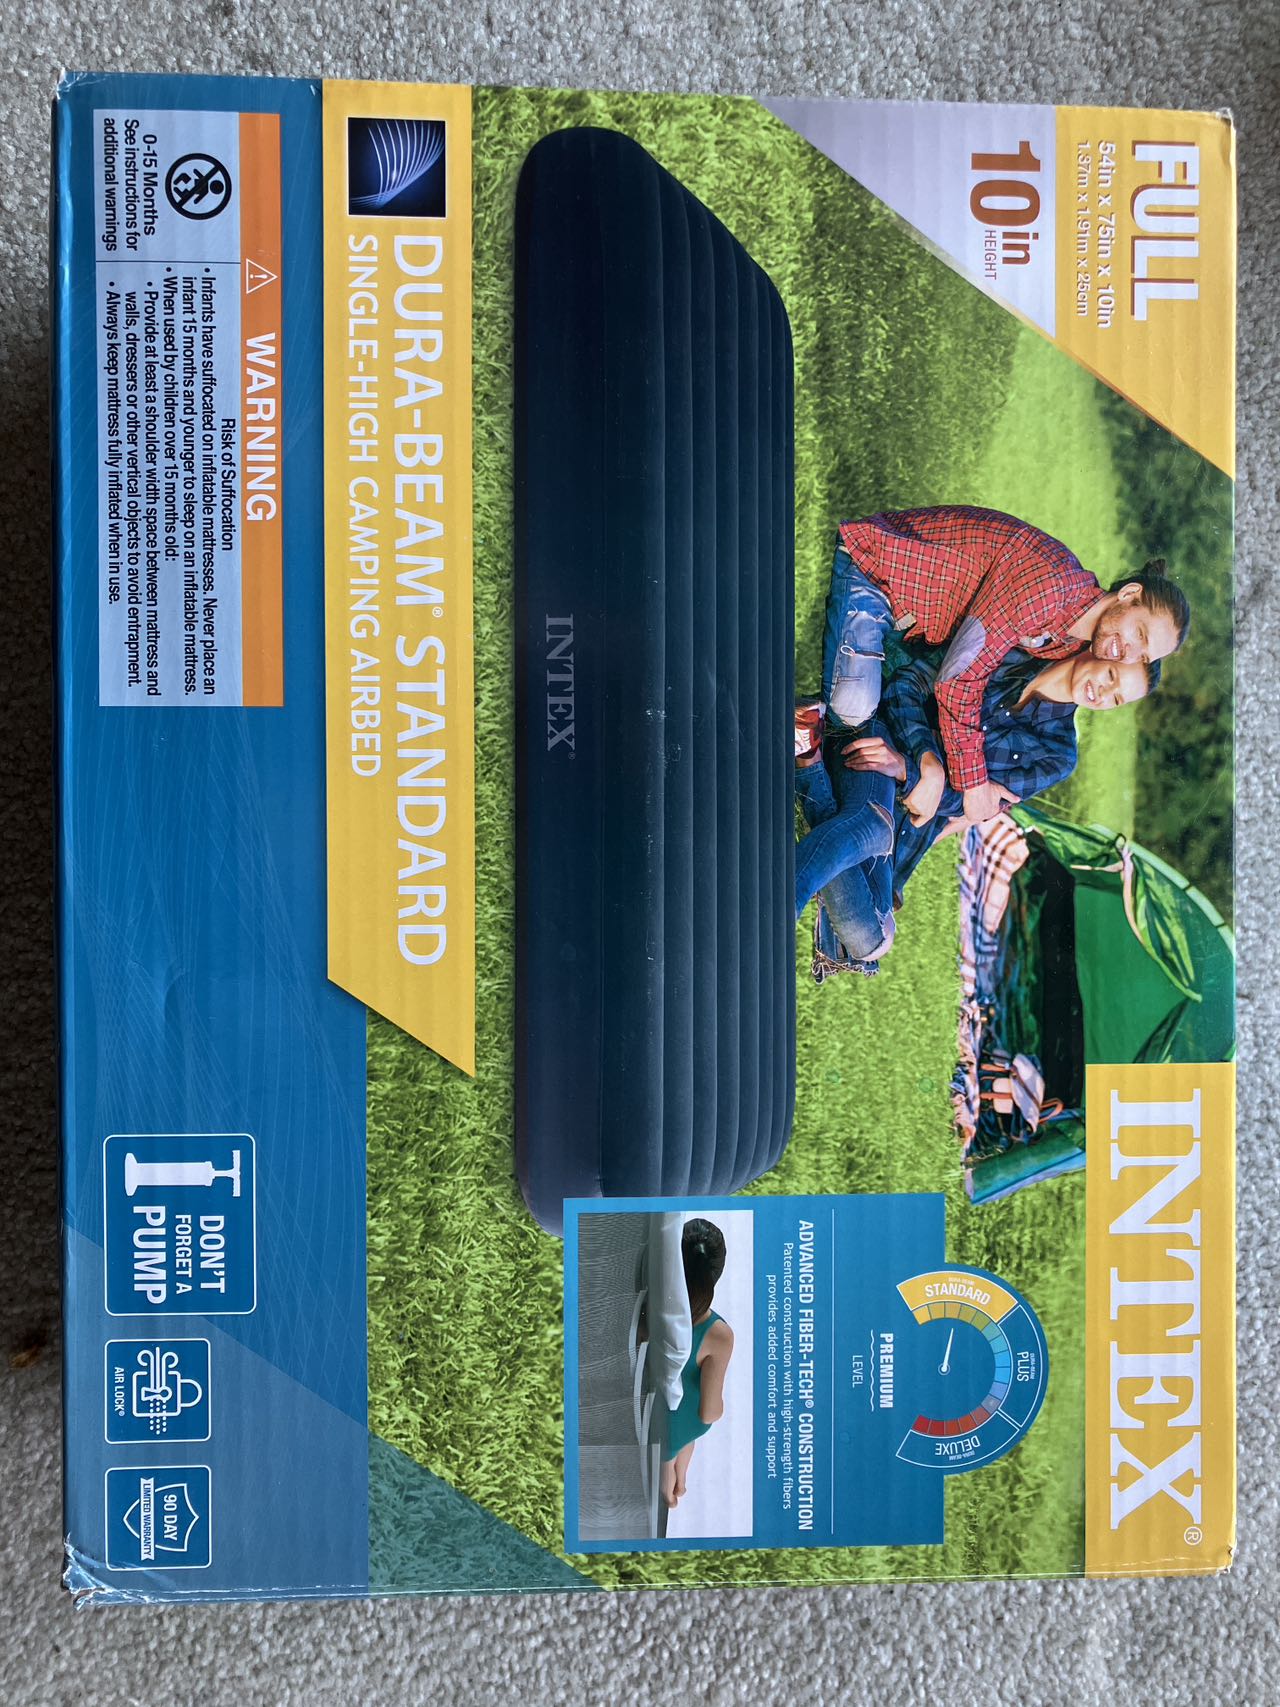 FULL
54in x 75in x 10in
1.37m x 1.91m x 25cm
10in
HEIGHT
INTEX®
INTEX®
DURA-BEAM
STANDARD
DURA-BEAM
PLUS
DURA-BEAM
DELUXE
PREMIUM
LEVEL
ADVANCED FIBER-TECH® CONSTRUCTION
Patented construction with high-strength fibers
provides added comfort and support
DURA-BEAM® STANDARD
SINGLE-HIGH CAMPING AIRBED
WARNING
0-15 Months
See instructions for
additional warnings
Risk of Suffocation
• Infants have suffocated on inflatable mattresses. Never place an
infant 15 months and younger to sleep on an inflatable mattress.
• When used by children over 15 months old:
• Provide at least a shoulder width space between mattress and
walls, dressers or other vertical objects to avoid entrapment.
• Always keep mattress fully inflated when in use.
DON'T
FORGET A
PUMP
AIR LOCK®
90 DAY
LIMITED WARRANTY